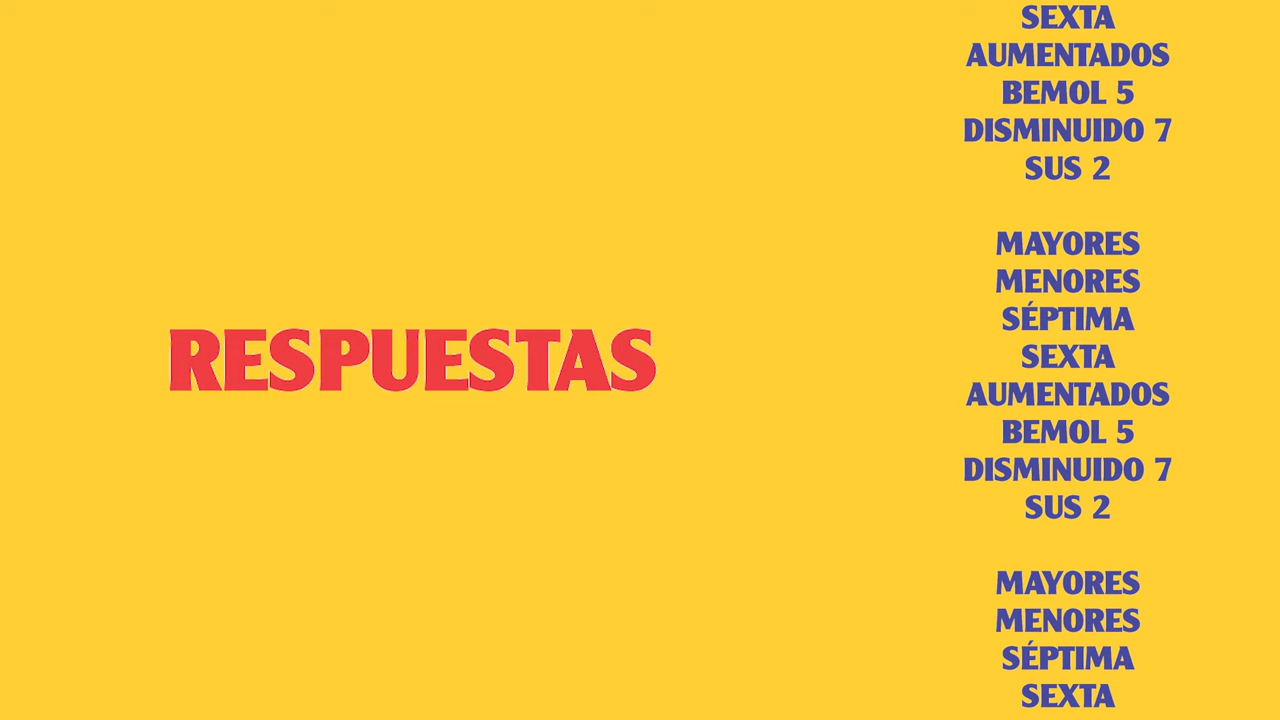 RESPUESTAS
SEXTA
AUMENTADOS
BEMOL 5
DISMINUIDO 7
SUS 2
MAYORES
MENORES
SÉPTIMA
SEXTA
AUMENTADOS
BEMOL 5
DISMINUIDO 7
SUS 2
MAYORES
MENORES
SÉPTIMA
SEXTA